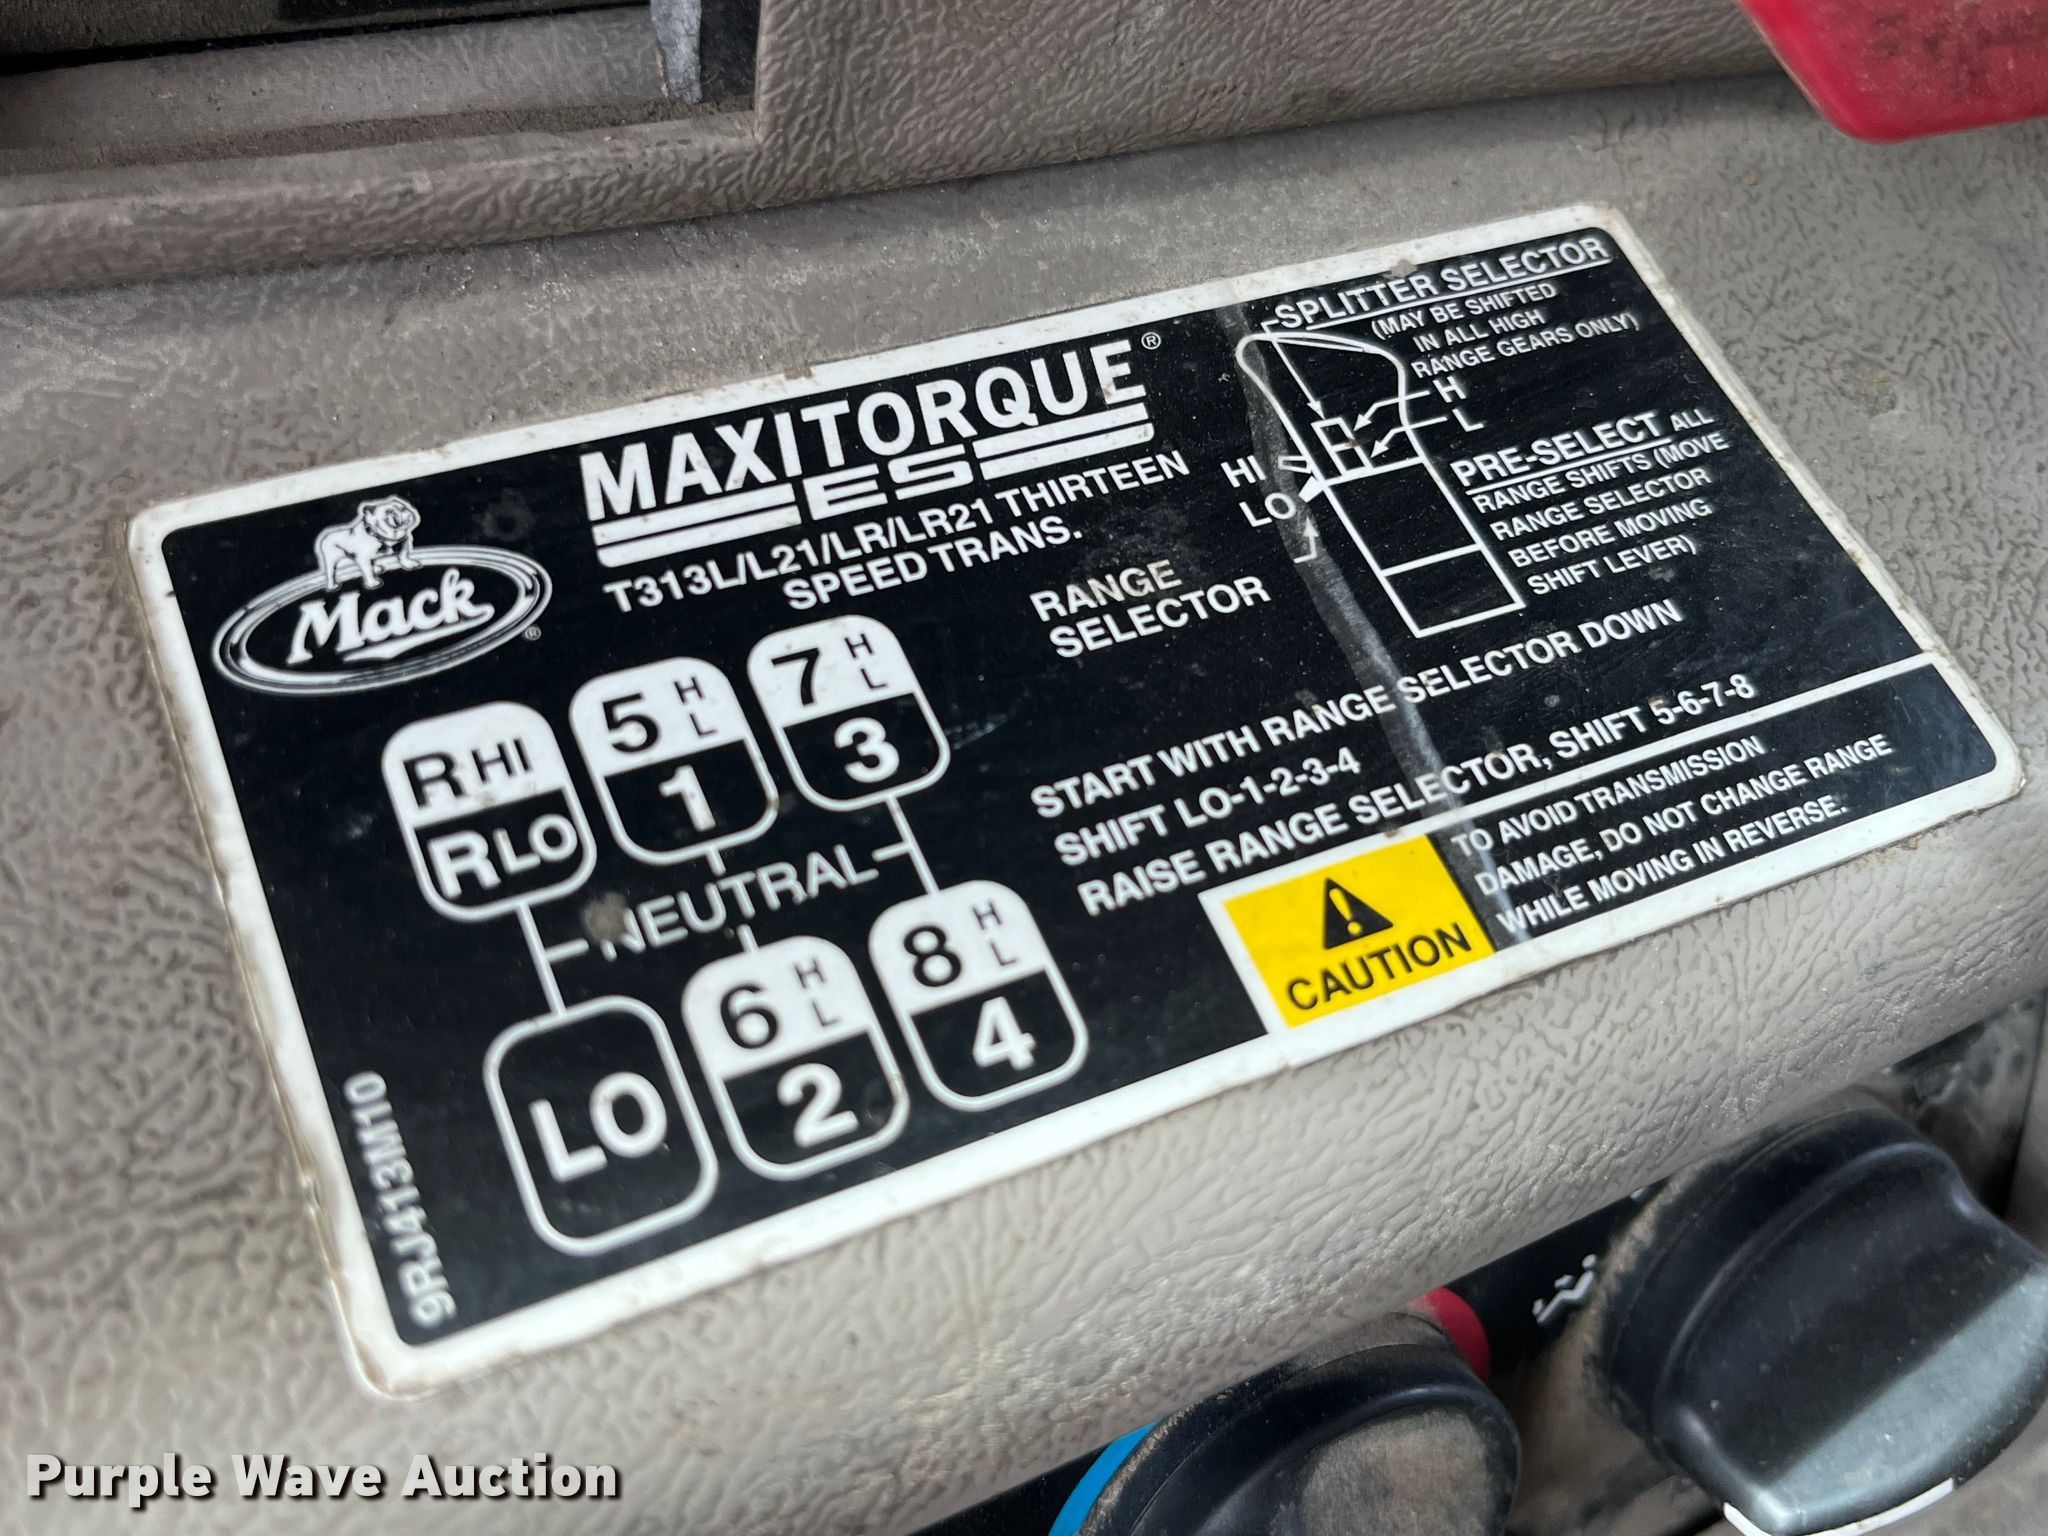 Mack ®
MAXITORQUE ®
ES
T313L/L21/LR/LR21 THIRTEEN
SPEED TRANS.
R HI
R LO
5 H L
1
7 H L
3
NEUTRAL
LO
6 H L
2
8 H L
4
9RJ413M110
SPLITTER SELECTOR
(MAY BE SHIFTED
IN ALL HIGH
RANGE GEARS ONLY)
H
L
HI
LO
RANGE
SELECTOR
PRE-SELECT ALL
RANGE SHIFTS (MOVE
RANGE SELECTOR
BEFORE MOVING
SHIFT LEVER)
START WITH RANGE SELECTOR DOWN
SHIFT LO-1-2-3-4
RAISE RANGE SELECTOR, SHIFT 5-6-7-8
CAUTION
TO AVOID TRANSMISSION
DAMAGE, DO NOT CHANGE RANGE
WHILE MOVING IN REVERSE.
Purple Wave Auction